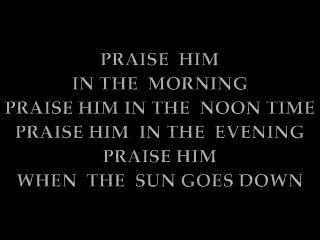 PRAISE HIM
IN THE MORNING
PRAISE HIM IN THE NOON TIME
PRAISE HIM IN THE EVENING
PRAISE HIM
WHEN THE SUN GOES DOWN